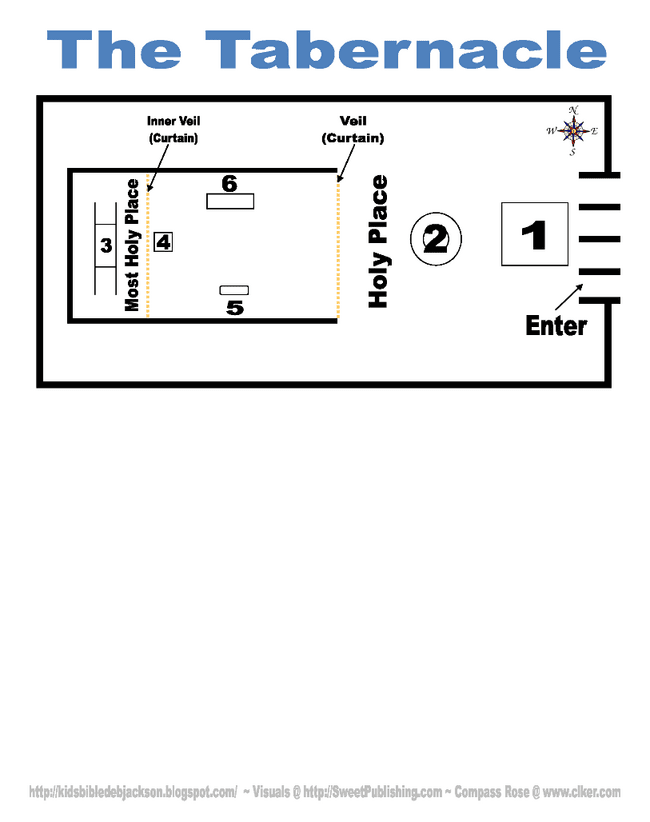 The Tabernacle
Inner Veil
(Curtain)
Veil
(Curtain)
N
W
E
S
6
3
Most Holy Place
4
5
Holy Place
2
1
Enter
http://kidsbibledebjackson.blogspot.com/ ~ Visuals @ http://SweetPublishing.com ~ Compass Rose @ www.clker.com